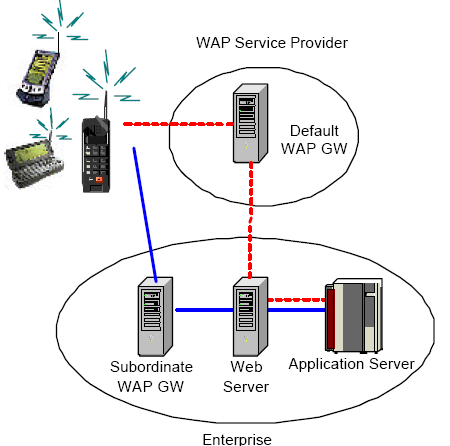 WAP Service Provider
Default
WAP GW
Subordinate
WAP GW
Web
Server
Application Server
Enterprise